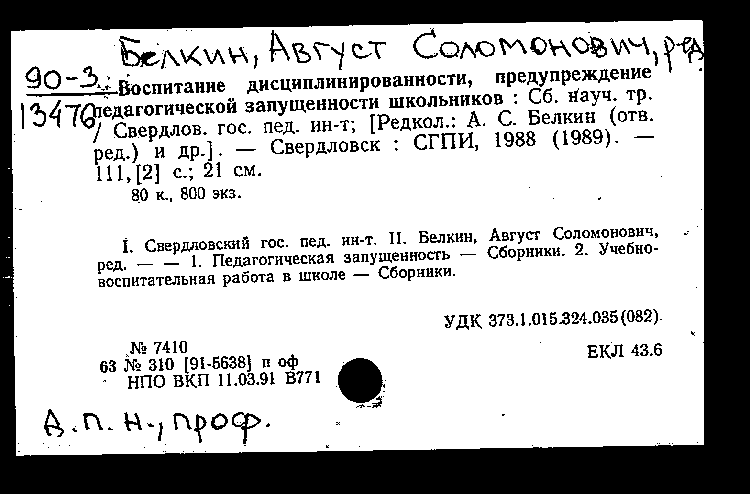 Белкин, Август Соломонович, ред
90-3
13476
Воспитание дисциплинированности, предупреждение
педагогической запущенности школьников : Сб. науч. тр.
/ Свердлов. гос. пед. ин-т; [Редкол.: А. С. Белкин (отв.
ред.) и др.]. — Свердловск : СГПИ, 1988 (1989). —
111,[2] с.; 21 см.
80 к., 800 экз.
I. Свердловский гос. пед. ин-т. II. Белкин, Август Соломонович,
ред. — — 1. Педагогическая запущенность — Сборники. 2. Учебно-
воспитательная работа в школе — Сборники.
УДК 373.1.015.324.035(082).
№ 7410
ЕКЛ 43.6
63 № 310 [91-5638] п оф
НПО ВКП 11.03.91 В771
д.п.н., проф.